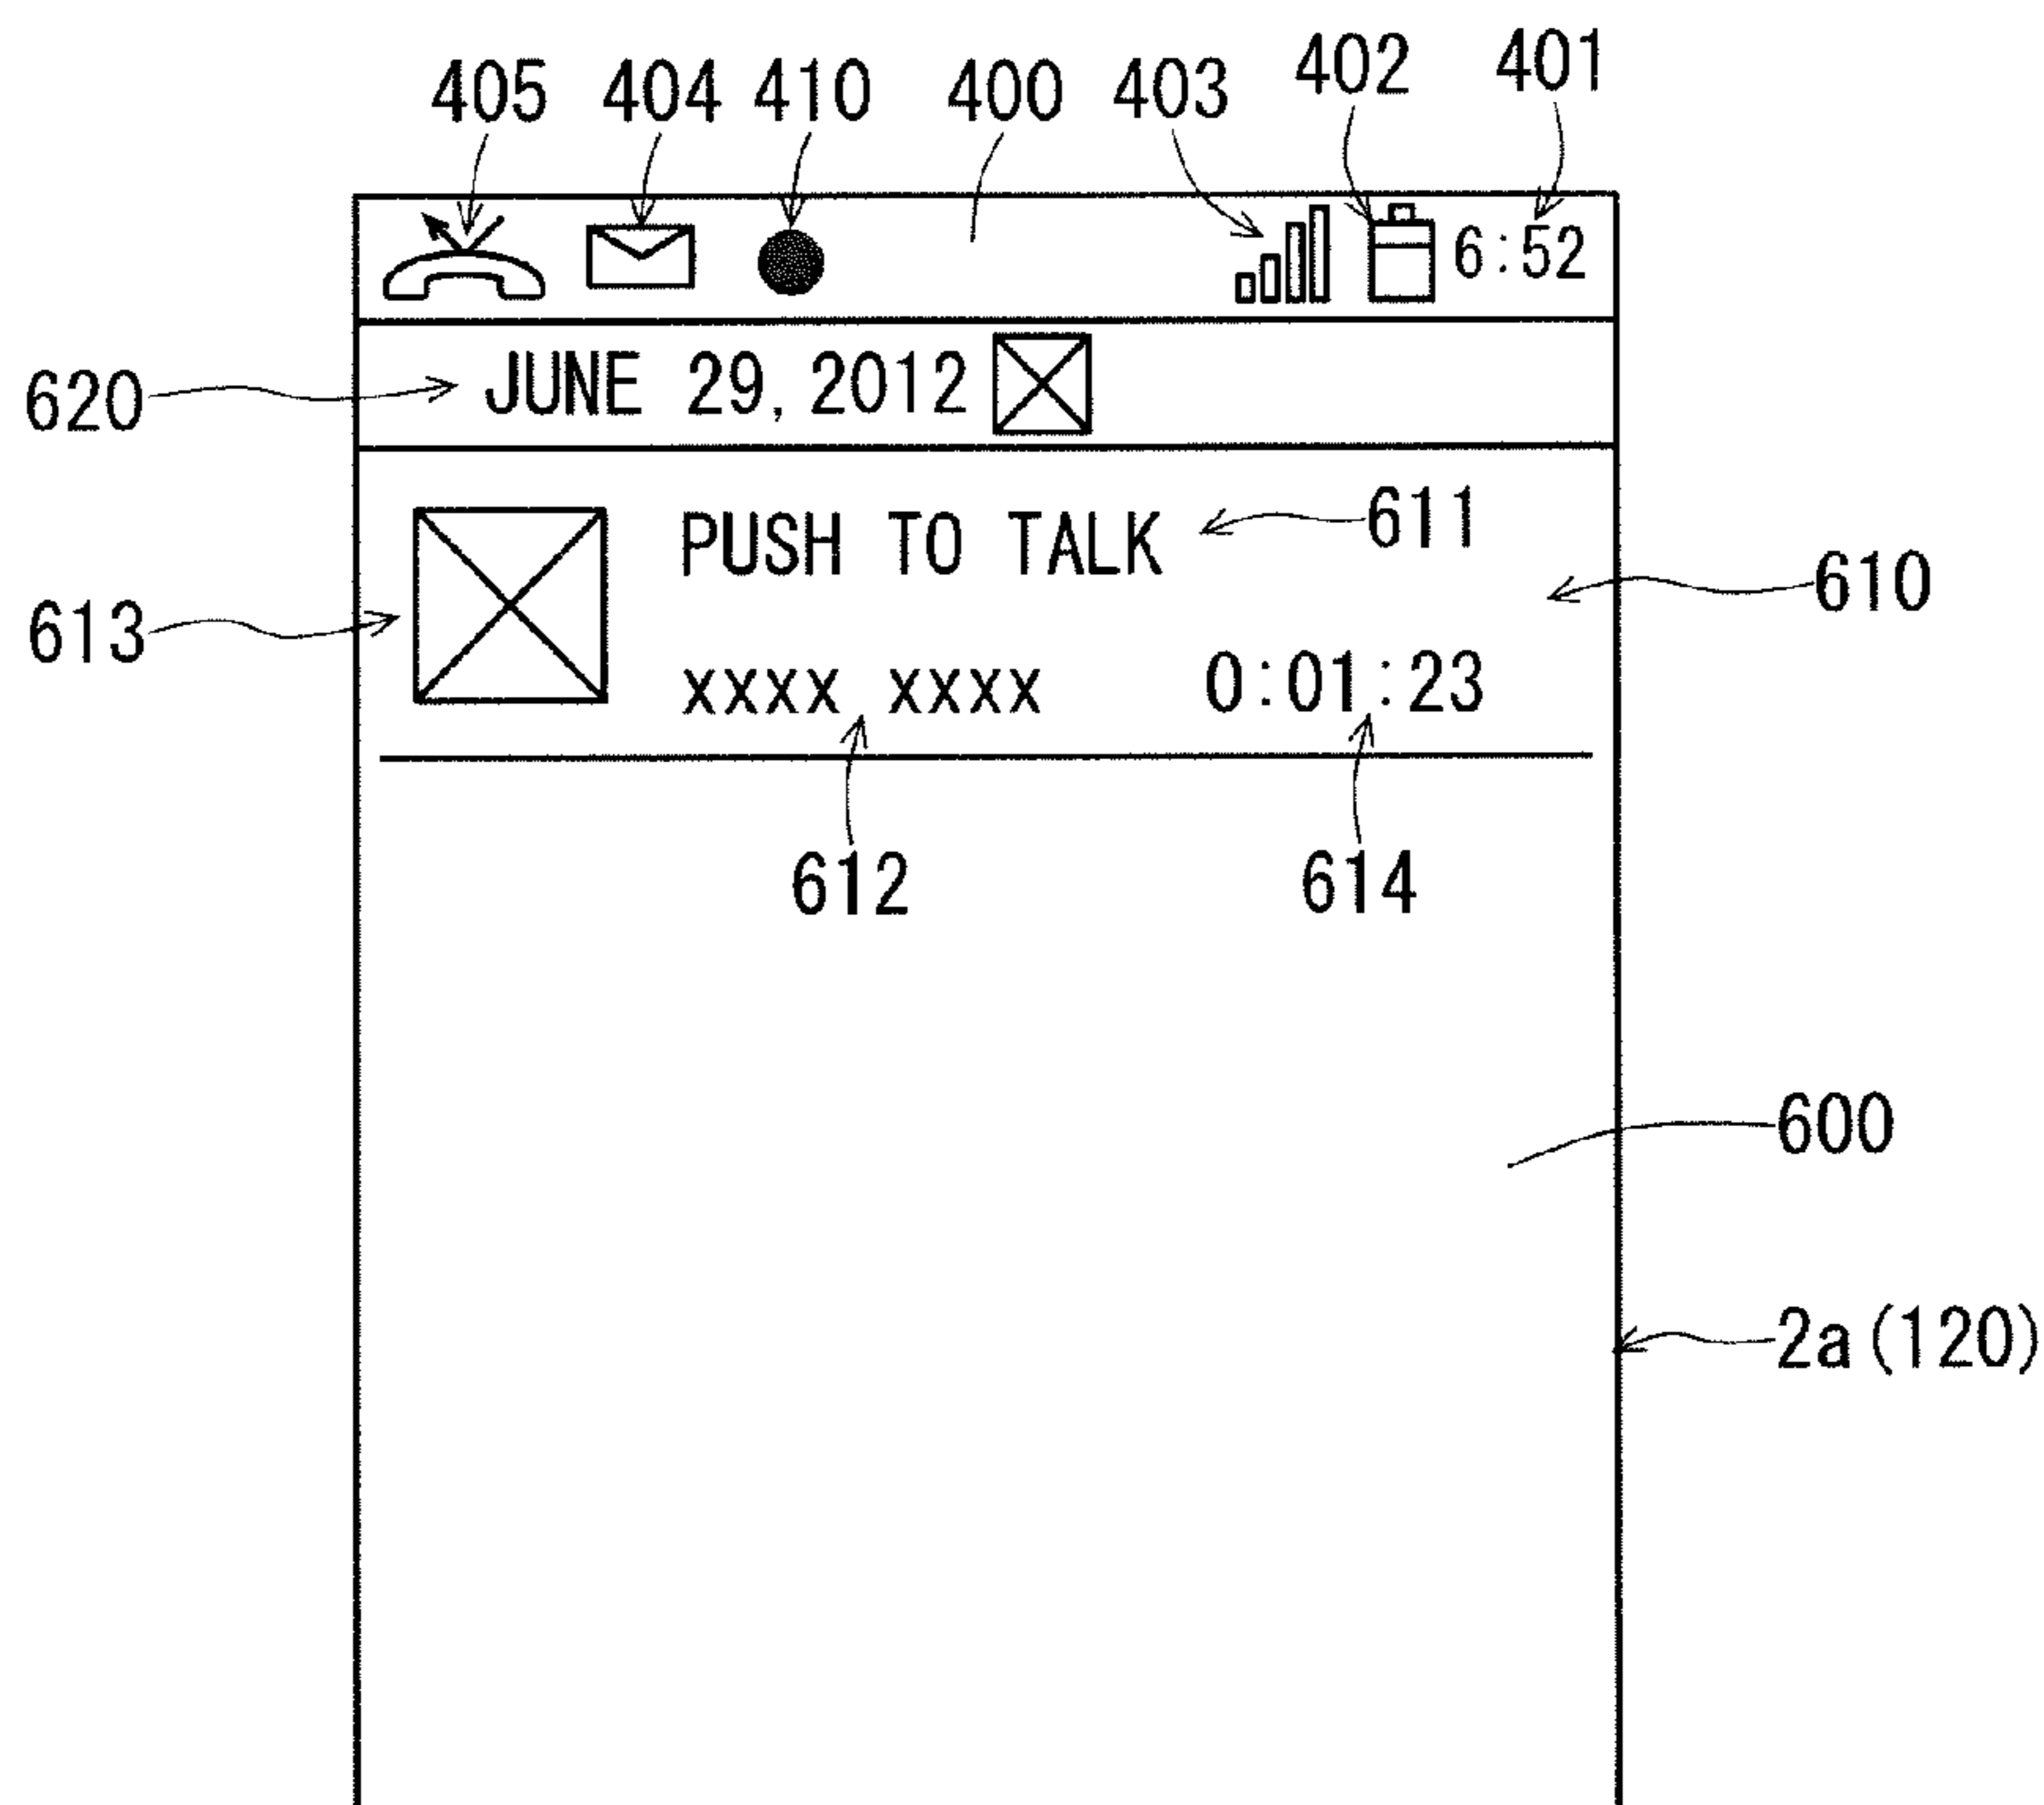 405 404 410 400 403 402 401
6:52
620 JUNE 29, 2012
PUSH TO TALK 611
610
613
xxxx xxxx 0:01:23
612 614
600
2a(120)